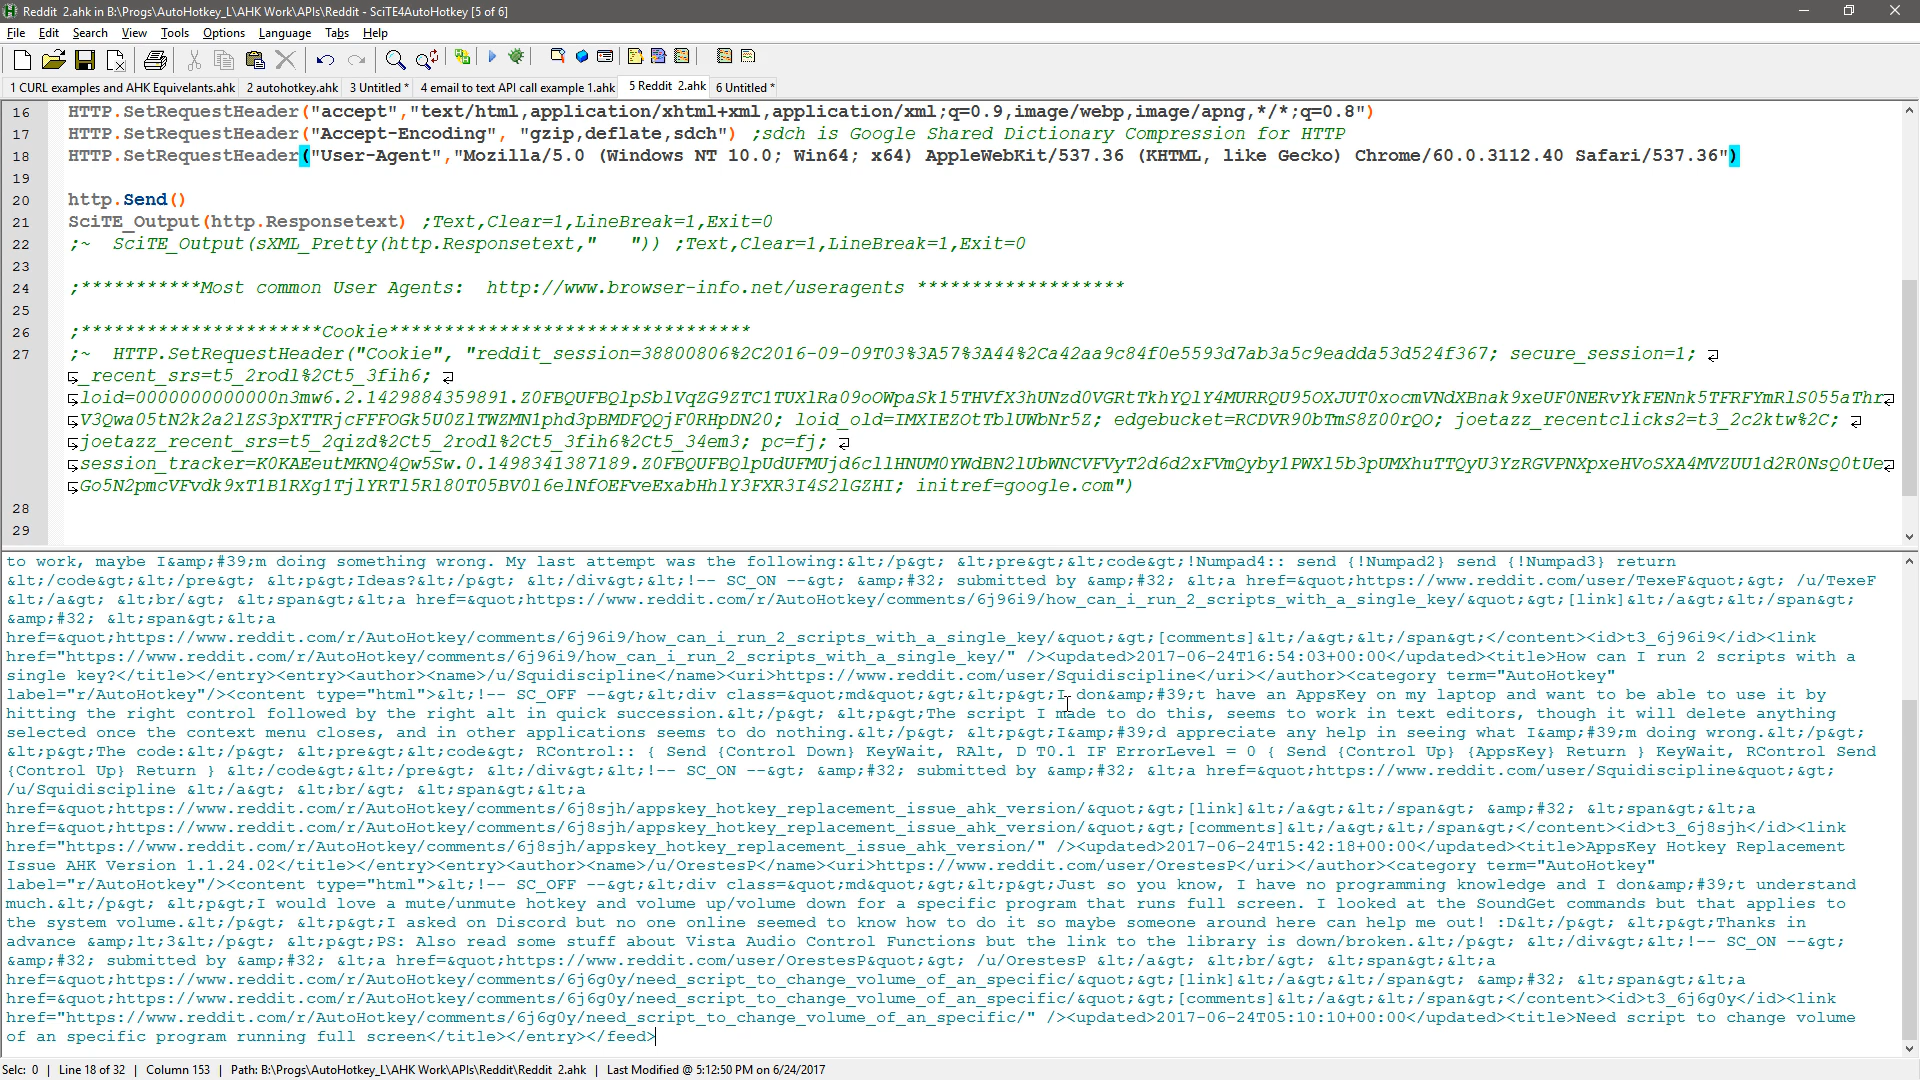 Reddit 2.ahk in B:\Progs\AutoHotkey_L\AHK Work\APIs\Reddit - SciTE4AutoHotkey [5 of 6]
File Edit Search View Tools Options Language Tabs Help
1 CURL examples and AHK Equivelants.ahk 2 autohotkey.ahk 3 Untitled * 4 email to text API call example 1.ahk 5 Reddit 2.ahk 6 Untitled *
16 HTTP.SetRequestHeader("accept","text/html,application/xhtml+xml,application/xml;q=0.9,image/webp,image/apng,*/*;q=0.8")
17 HTTP.SetRequestHeader("Accept-Encoding", "gzip,deflate,sdch") ;sdch is Google Shared Dictionary Compression for HTTP
18 HTTP.SetRequestHeader("User-Agent","Mozilla/5.0 (Windows NT 10.0; Win64; x64) AppleWebKit/537.36 (KHTML, like Gecko) Chrome/60.0.3112.40 Safari/537.36")
19
20 http.Send()
21 SciTE_Output(http.Responsetext) ;Text,Clear=1,LineBreak=1,Exit=0
22 ;~ SciTE_Output(sXML_Pretty(http.Responsetext," ")) ;Text,Clear=1,LineBreak=1,Exit=0
23
24 ;***********Most common User Agents: http://www.browser-info.net/useragents *******************
25
26 ;**********************Cookie*********************************
27 ;~ HTTP.SetRequestHeader("Cookie", "reddit_session=38800806%2C2016-09-09T03%3A57%3A44%2Ca42aa9c84f0e5593d7ab3a5c9eadda53d524f367; secure_session=1;
_recent_srs=t5_2rodl%2Ct5_3fih6;
edgebucket=RCDVR90bTmS8Z00rQO; joetazz_recentclicks2=t3_2c2ktw%2C;
joetazz_recent_srs=t5_2qizd%2Ct5_2rodl%2Ct5_3fih6%2Ct5_34em3; pc=fj;
initref=google.com")
28
29
to work, maybe I&amp;#39;m doing something wrong. My last attempt was the following:&lt;/p&gt; &lt;pre&gt;&lt;code&gt;!Numpad4:: send {!Numpad2} send {!Numpad3} return
&lt;/code&gt;&lt;/pre&gt; &lt;p&gt;Ideas?&lt;/p&gt; &lt;/div&gt;&lt;!-- SC_ON --&gt; &amp;#32; submitted by &amp;#32; &lt;a href=&quot;https://www.reddit.com/user/TexeF&quot;&gt; /u/TexeF
&lt;/a&gt; &lt;br/&gt; &lt;span&gt;&lt;a href=&quot;https://www.reddit.com/r/AutoHotkey/comments/6j96i9/how_can_i_run_2_scripts_with_a_single_key/&quot;&gt;[link]&lt;/a&gt;&lt;/span&gt;
&amp;#32; &lt;span&gt;&lt;a
href=&quot;https://www.reddit.com/r/AutoHotkey/comments/6j96i9/how_can_i_run_2_scripts_with_a_single_key/&quot;&gt;[comments]&lt;/a&gt;&lt;/span&gt;</content><id>t3_6j96i9</id><link
href="https://www.reddit.com/r/AutoHotkey/comments/6j96i9/how_can_i_run_2_scripts_with_a_single_key/" /><updated>2017-06-24T16:54:03+00:00</updated><title>How can I run 2 scripts with a
single key?</title></entry><entry><author><name>/u/Squidiscipline</name><uri>https://www.reddit.com/user/Squidiscipline</uri></author><category term="AutoHotkey"
label="r/AutoHotkey"/><content type="html">&lt;!-- SC_OFF --&gt;&lt;div class=&quot;md&quot;&gt;&lt;p&gt;I don&amp;#39;t have an AppsKey on my laptop and want to be able to use it by
hitting the right control followed by the right alt in quick succession.&lt;/p&gt; &lt;p&gt;The script I made to do this, seems to work in text editors, though it will delete anything
selected once the context menu closes, and in other applications seems to do nothing.&lt;/p&gt; &lt;p&gt;I&amp;#39;d appreciate any help in seeing what I&amp;#39;m doing wrong.&lt;/p&gt;
&lt;p&gt;The code:&lt;/p&gt; &lt;pre&gt;&lt;code&gt; RControl:: { Send {Control Down} KeyWait, RAlt, D T0.1 IF ErrorLevel = 0 { Send {Control Up} {AppsKey} Return } KeyWait, RControl Send
{Control Up} Return } &lt;/code&gt;&lt;/pre&gt; &lt;/div&gt;&lt;!-- SC_ON --&gt; &amp;#32; submitted by &amp;#32; &lt;a href=&quot;https://www.reddit.com/user/Squidiscipline&quot;&gt;
/u/Squidiscipline &lt;/a&gt; &lt;br/&gt; &lt;span&gt;&lt;a
href=&quot;https://www.reddit.com/r/AutoHotkey/comments/6j8sjh/appskey_hotkey_replacement_issue_ahk_version/&quot;&gt;[link]&lt;/a&gt;&lt;/span&gt; &amp;#32; &lt;span&gt;&lt;a
href=&quot;https://www.reddit.com/r/AutoHotkey/comments/6j8sjh/appskey_hotkey_replacement_issue_ahk_version/&quot;&gt;[comments]&lt;/a&gt;&lt;/span&gt;</content><id>t3_6j8sjh</id><link
href="https://www.reddit.com/r/AutoHotkey/comments/6j8sjh/appskey_hotkey_replacement_issue_ahk_version/" /><updated>2017-06-24T15:42:18+00:00</updated><title>AppsKey Hotkey Replacement
Issue AHK Version 1.1.24.02</title></entry><entry><author><name>/u/OrestesP</name><uri>https://www.reddit.com/user/OrestesP</uri></author><category term="AutoHotkey"
label="r/AutoHotkey"/><content type="html">&lt;!-- SC_OFF --&gt;&lt;div class=&quot;md&quot;&gt;&lt;p&gt;Just so you know, I have no programming knowledge and I don&amp;#39;t understand
much.&lt;/p&gt; &lt;p&gt;I would love a mute/unmute hotkey and volume up/volume down for a specific program that runs full screen. I looked at the SoundGet commands but that applies to
the system volume.&lt;/p&gt; &lt;p&gt;I asked on Discord but no one online seemed to know how to do it so maybe someone around here can help me out! :D&lt;/p&gt; &lt;p&gt;Thanks in
advance &amp;lt;3&lt;/p&gt; &lt;p&gt;PS: Also read some stuff about Vista Audio Control Functions but the link to the library is down/broken.&lt;/p&gt; &lt;/div&gt;&lt;!-- SC_ON --&gt;
&amp;#32; submitted by &amp;#32; &lt;a href=&quot;https://www.reddit.com/user/OrestesP&quot;&gt; /u/OrestesP &lt;/a&gt; &lt;br/&gt; &lt;span&gt;&lt;a
href=&quot;https://www.reddit.com/r/AutoHotkey/comments/6j6g0y/need_script_to_change_volume_of_an_specific/&quot;&gt;[link]&lt;/a&gt;&lt;/span&gt; &amp;#32; &lt;span&gt;&lt;a
href=&quot;https://www.reddit.com/r/AutoHotkey/comments/6j6g0y/need_script_to_change_volume_of_an_specific/&quot;&gt;[comments]&lt;/a&gt;&lt;/span&gt;</content><id>t3_6j6g0y</id><link
href="https://www.reddit.com/r/AutoHotkey/comments/6j6g0y/need_script_to_change_volume_of_an_specific/" /><updated>2017-06-24T05:10:10+00:00</updated><title>Need script to change volume
of an specific program running full screen</title></entry></feed>
Selc: 0 | Line 18 of 32 | Column 153 | Path: B:\Progs\AutoHotkey_L\AHK Work\APIs\Reddit\Reddit 2.ahk | Last Modified @ 5:12:50 PM on 6/24/2017